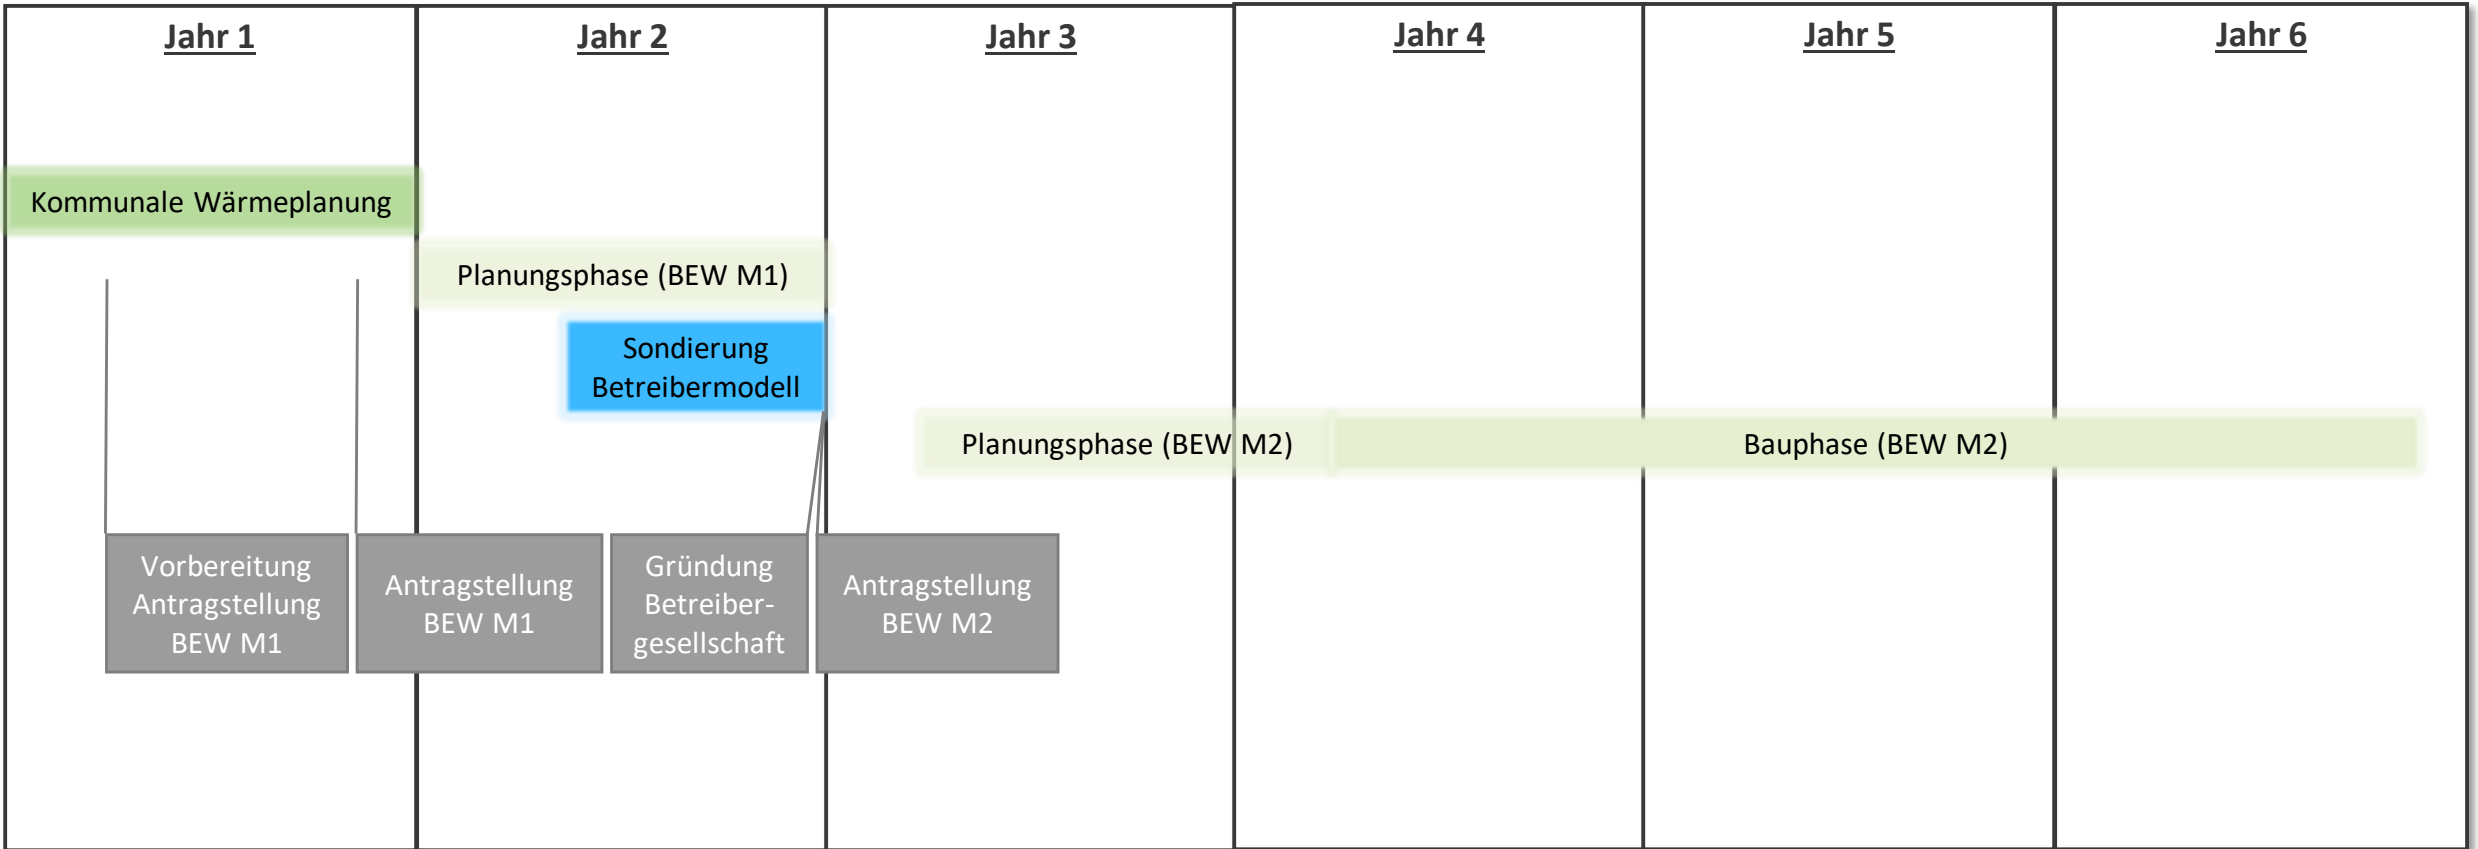 Jahr 1
Jahr 2
Jahr 3
Jahr 4
Jahr 5
Jahr 6
Kommunale Wärmeplanung
Planungsphase (BEW M1)
Sondierung
Betreibermodell
Planungsphase (BEW M2)
Bauphase (BEW M2)
Vorbereitung
Antragstellung
BEW M1
Antragstellung
BEW M1
Gründung
Betreiber-
gesellschaft
Antragstellung
BEW M2